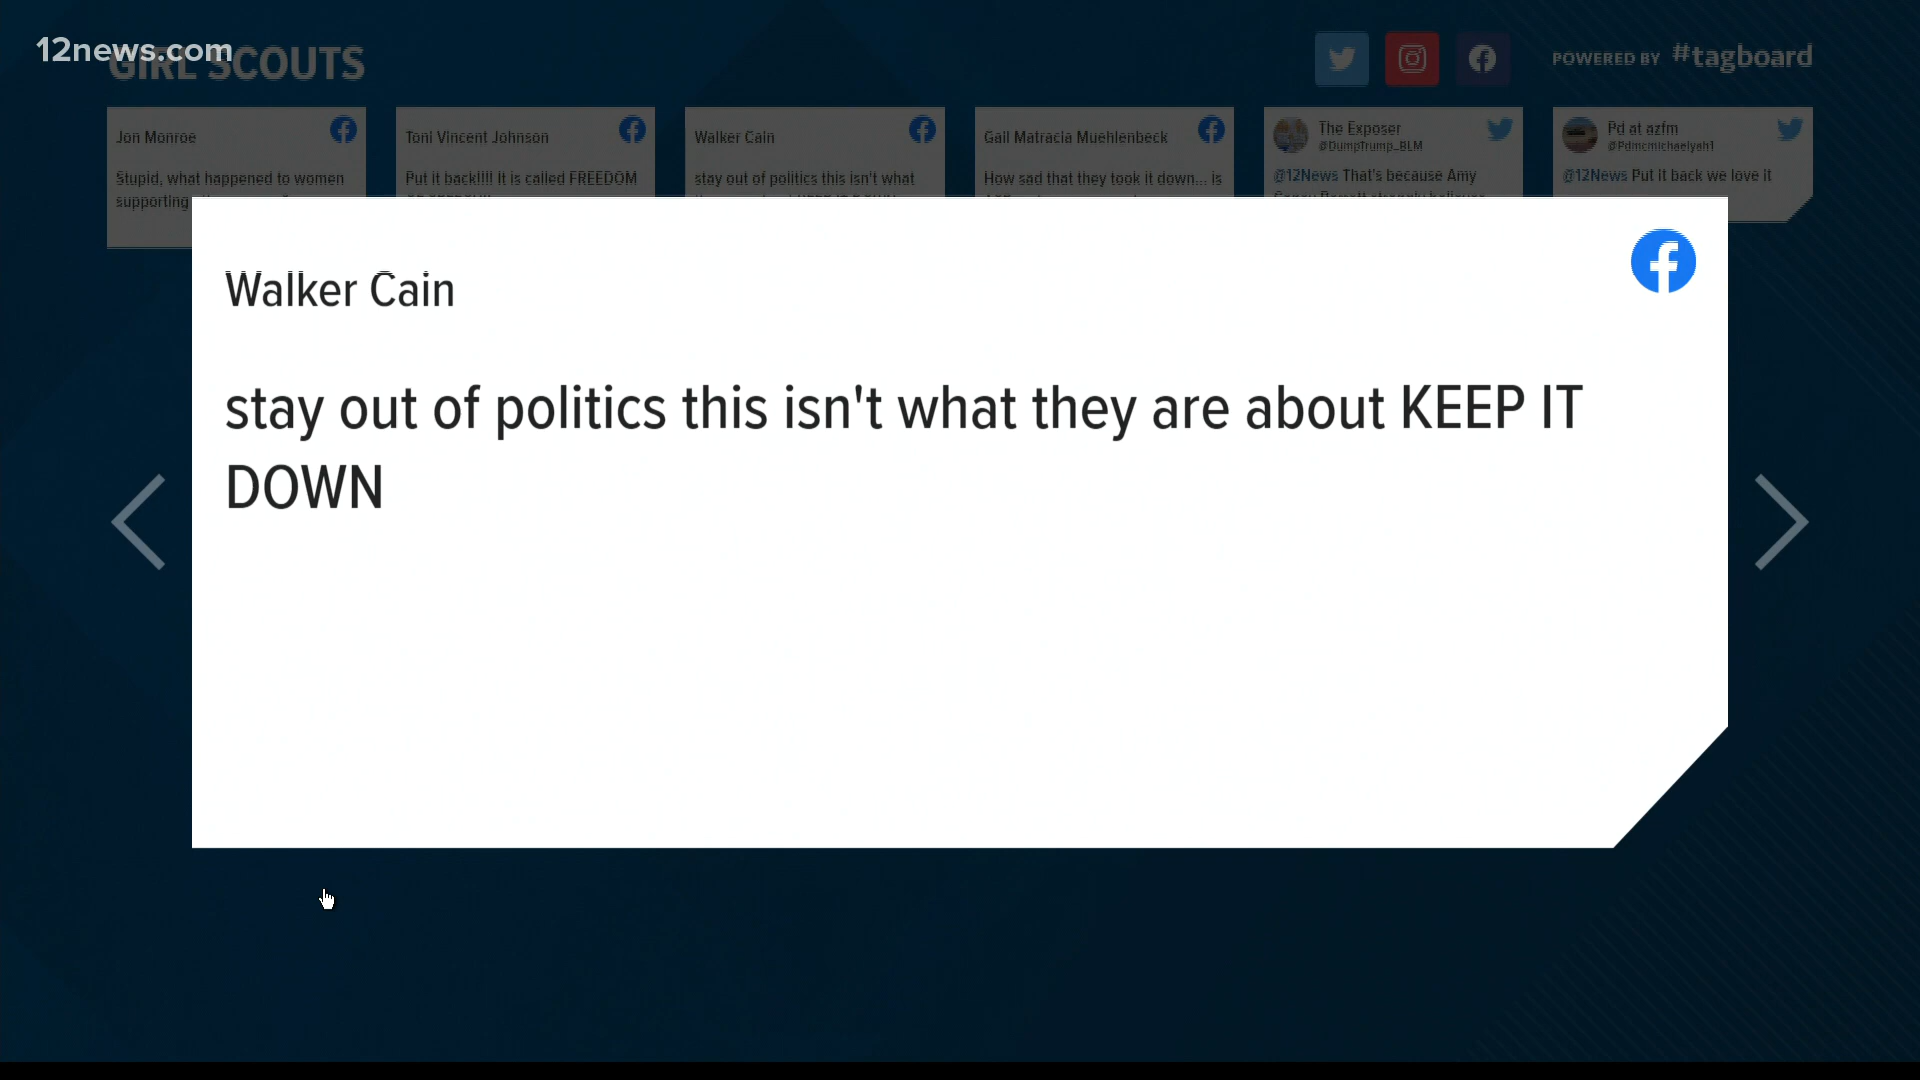 12news.com
GIRL SCOUTS
POWERED BY #tagboard
Jon Monroe
Stupid, what happened to women
supporting
Toni Vincent Johnson
Put it back!!!! It is called FREEDOM
Walker Cain
stay out of politics this isn't what
Gail Matracia Muehlenbeck
How sad that they took it down... is
The Exposer
@DumpTrump_BLM
@12News That's because Amy
Pd at azfm
@Pdmcmichaelyah1
@12News Put it back we love it
Walker Cain
stay out of politics this isn't what they are about KEEP IT
DOWN